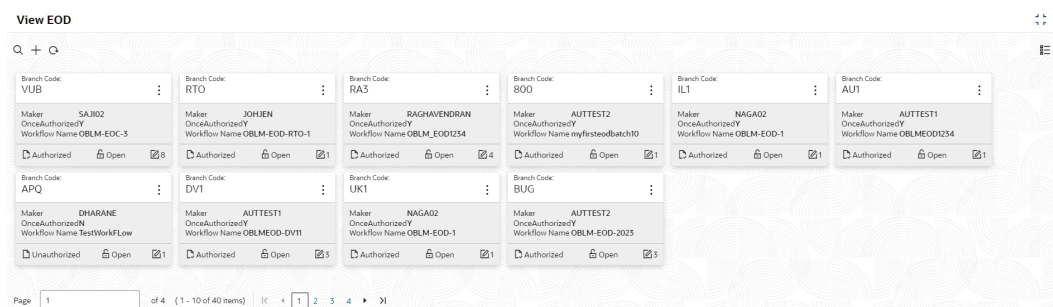 View EOD
Branch Code:
VUB
Maker SAJI02
OnceAuthorizedY
Workflow Name OBLM-EOC-3
Authorized Open 8
Branch Code:
RTO
Maker JOHJEN
OnceAuthorizedY
Workflow Name OBLM-EOD-RTO-1
Authorized Open 1
Branch Code:
RA3
Maker RAGHAVENDRAN
OnceAuthorizedY
Workflow Name OBLM_EOD1234
Authorized Open 4
Branch Code:
800
Maker AUTTEST2
OnceAuthorizedY
Workflow Name myfirsteodbatch10
Authorized Open 1
Branch Code:
IL1
Maker NAGA02
OnceAuthorizedY
Workflow Name OBLM-EOD-1
Authorized Open 1
Branch Code:
AU1
Maker AUTTEST1
OnceAuthorizedY
Workflow Name OBLMEOD1234
Authorized Open 1
Branch Code:
APQ
Maker DHARANE
OnceAuthorizedN
Workflow Name TestWorkFLow
Unauthorized Open 1
Branch Code:
DV1
Maker AUTTEST1
OnceAuthorizedY
Workflow Name OBLMEOD-DV11
Authorized Open 3
Branch Code:
UK1
Maker NAGA02
OnceAuthorizedY
Workflow Name OBLM-EOD-1
Authorized Open 1
Branch Code:
BUG
Maker AUTTEST2
OnceAuthorizedY
Workflow Name OBLM-EOD-2023
Authorized Open 3
Page 1 of 4 (1 - 10 of 40 items) 1 2 3 4